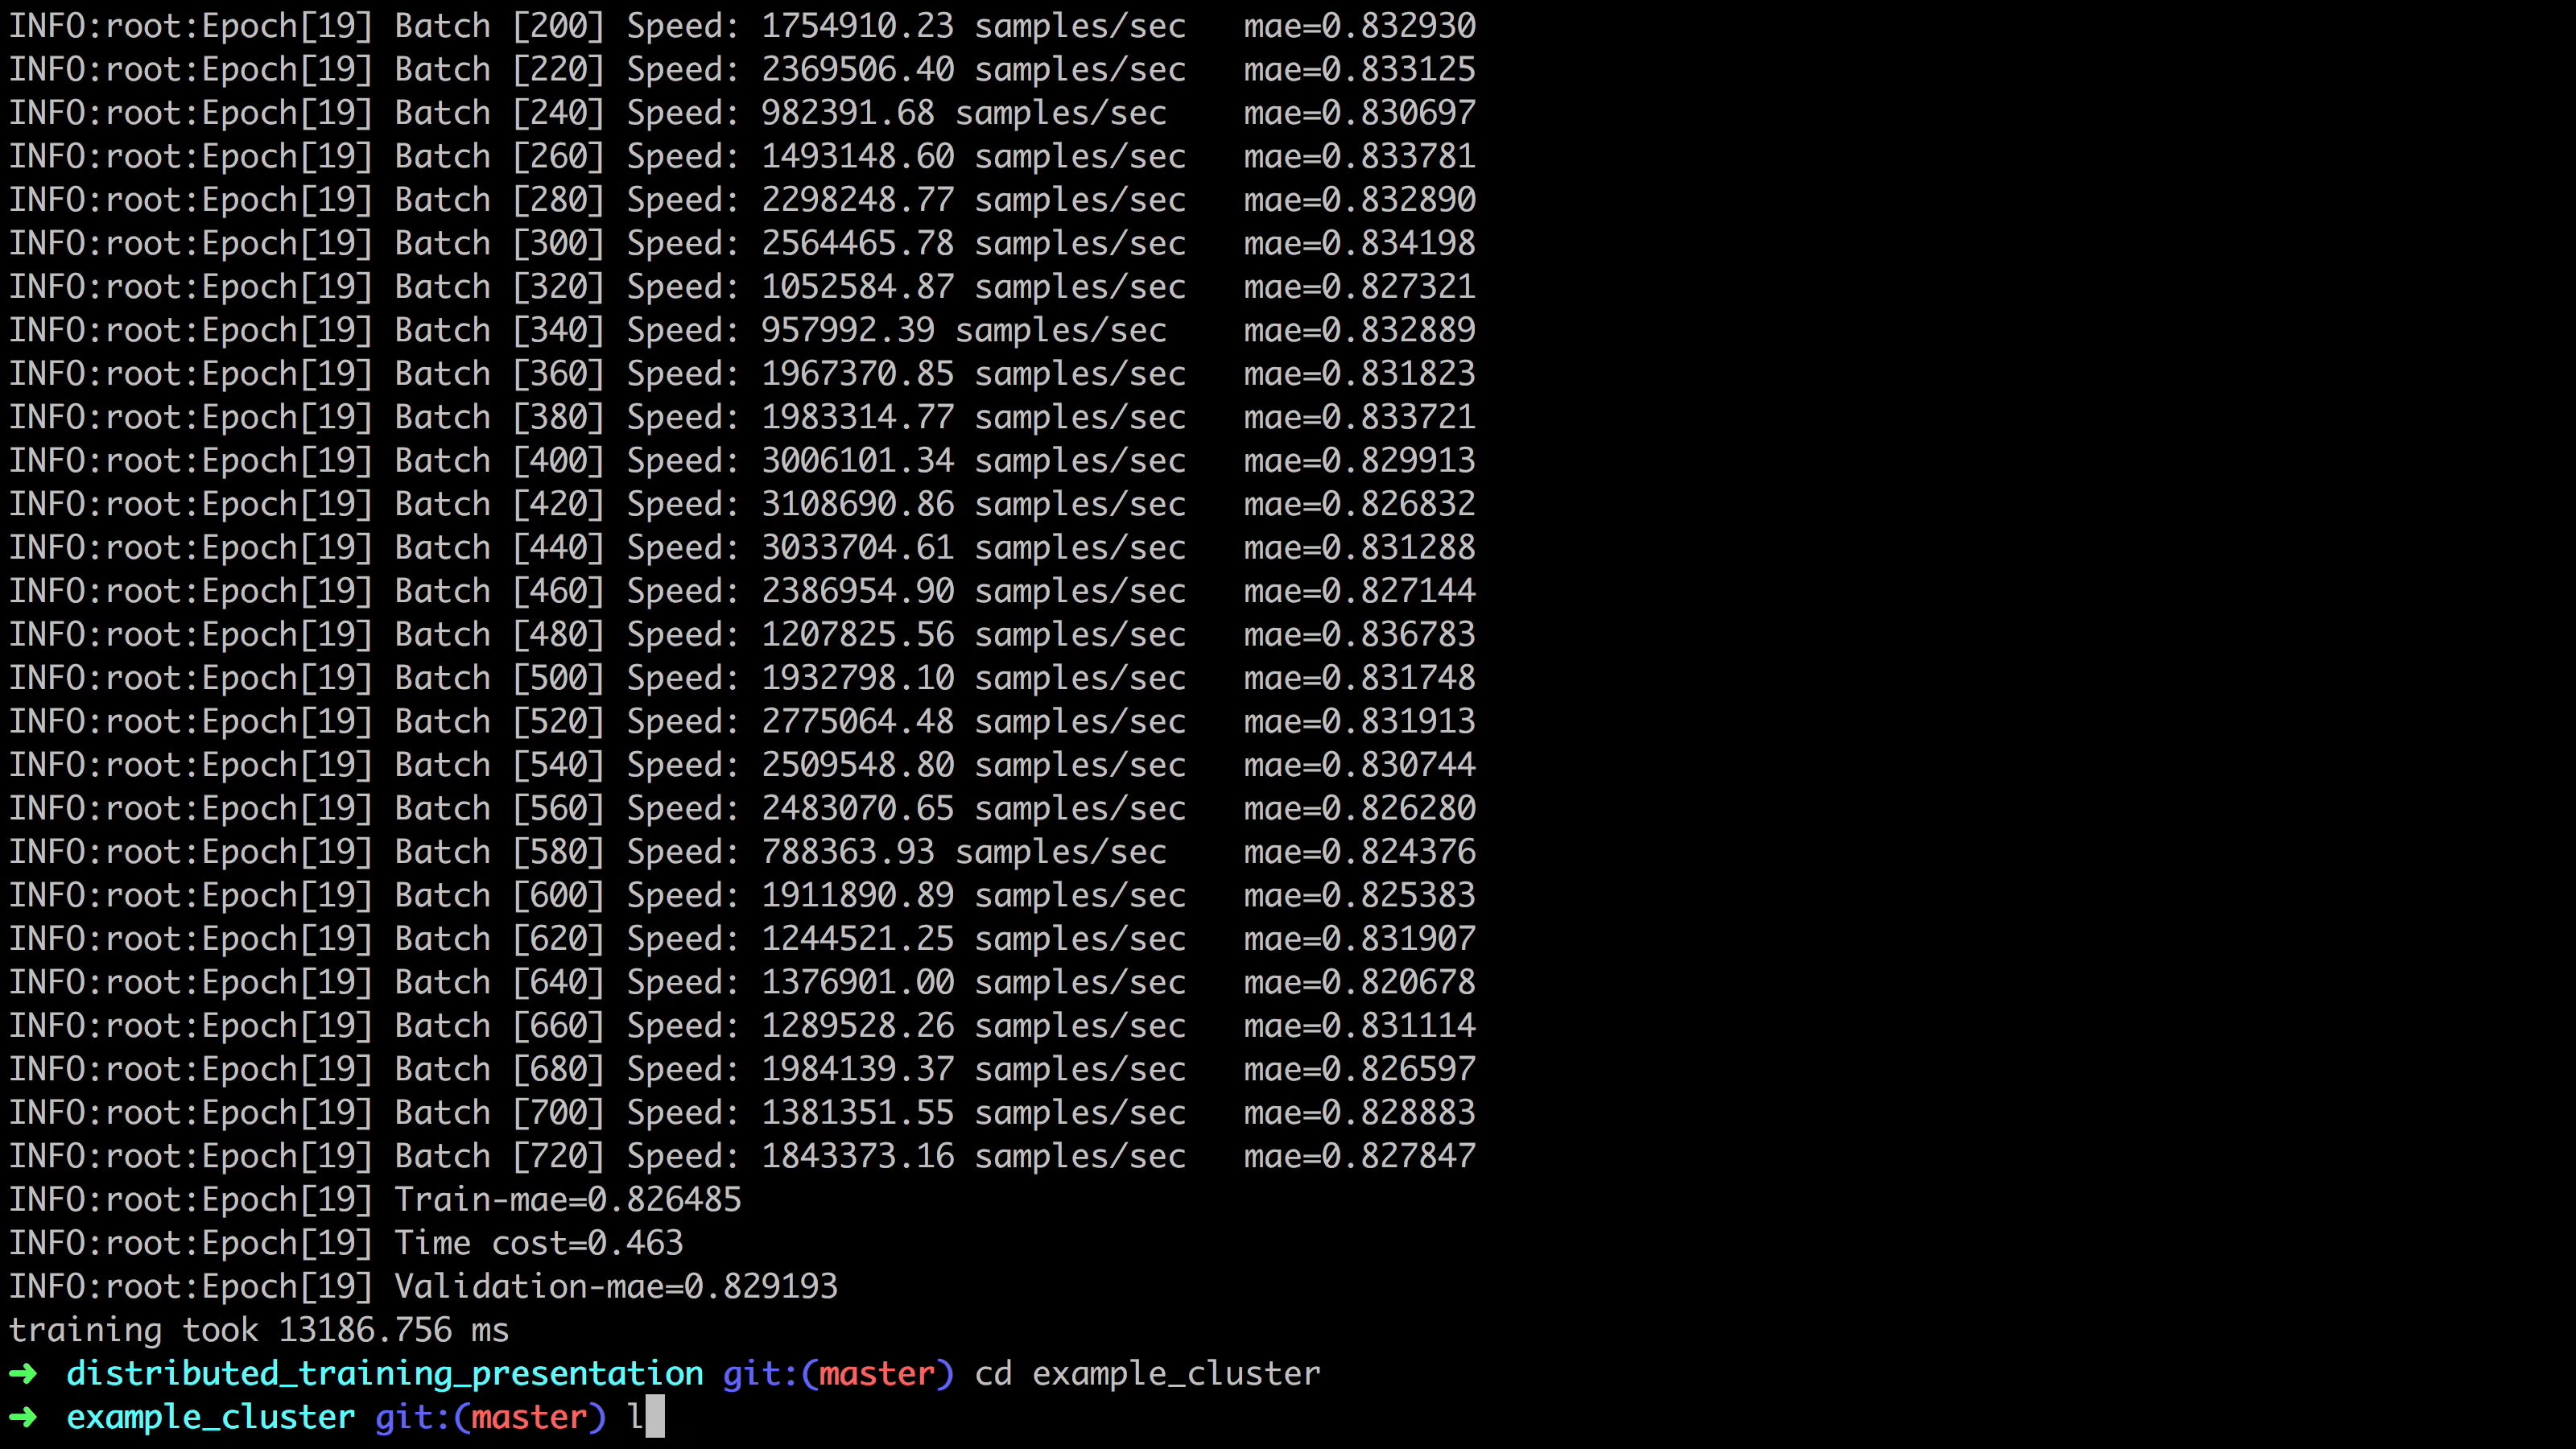 INFO:root:Epoch[19] Batch [200] Speed: 1754910.23 samples/sec   mae=0.832930
INFO:root:Epoch[19] Batch [220] Speed: 2369506.40 samples/sec   mae=0.833125
INFO:root:Epoch[19] Batch [240] Speed: 982391.68 samples/sec    mae=0.830697
INFO:root:Epoch[19] Batch [260] Speed: 1493148.60 samples/sec   mae=0.833781
INFO:root:Epoch[19] Batch [280] Speed: 2298248.77 samples/sec   mae=0.832890
INFO:root:Epoch[19] Batch [300] Speed: 2564465.78 samples/sec   mae=0.834198
INFO:root:Epoch[19] Batch [320] Speed: 1052584.87 samples/sec   mae=0.827321
INFO:root:Epoch[19] Batch [340] Speed: 957992.39 samples/sec    mae=0.832889
INFO:root:Epoch[19] Batch [360] Speed: 1967370.85 samples/sec   mae=0.831823
INFO:root:Epoch[19] Batch [380] Speed: 1983314.77 samples/sec   mae=0.833721
INFO:root:Epoch[19] Batch [400] Speed: 3006101.34 samples/sec   mae=0.829913
INFO:root:Epoch[19] Batch [420] Speed: 3108690.86 samples/sec   mae=0.826832
INFO:root:Epoch[19] Batch [440] Speed: 3033704.61 samples/sec   mae=0.831288
INFO:root:Epoch[19] Batch [460] Speed: 2386954.90 samples/sec   mae=0.827144
INFO:root:Epoch[19] Batch [480] Speed: 1207825.56 samples/sec   mae=0.836783
INFO:root:Epoch[19] Batch [500] Speed: 1932798.10 samples/sec   mae=0.831748
INFO:root:Epoch[19] Batch [520] Speed: 2775064.48 samples/sec   mae=0.831913
INFO:root:Epoch[19] Batch [540] Speed: 2509548.80 samples/sec   mae=0.830744
INFO:root:Epoch[19] Batch [560] Speed: 2483070.65 samples/sec   mae=0.826280
INFO:root:Epoch[19] Batch [580] Speed: 788363.93 samples/sec    mae=0.824376
INFO:root:Epoch[19] Batch [600] Speed: 1911890.89 samples/sec   mae=0.825383
INFO:root:Epoch[19] Batch [620] Speed: 1244521.25 samples/sec   mae=0.831907
INFO:root:Epoch[19] Batch [640] Speed: 1376901.00 samples/sec   mae=0.820678
INFO:root:Epoch[19] Batch [660] Speed: 1289528.26 samples/sec   mae=0.831114
INFO:root:Epoch[19] Batch [680] Speed: 1984139.37 samples/sec   mae=0.826597
INFO:root:Epoch[19] Batch [700] Speed: 1381351.55 samples/sec   mae=0.828883
INFO:root:Epoch[19] Batch [720] Speed: 1843373.16 samples/sec   mae=0.827847
INFO:root:Epoch[19] Train-mae=0.826485
INFO:root:Epoch[19] Time cost=0.463
INFO:root:Epoch[19] Validation-mae=0.829193
training took 13186.756 ms
➜  distributed_training_presentation git:(master) cd example_cluster
➜  example_cluster git:(master) l